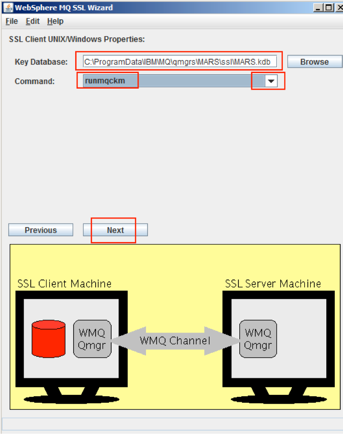 WebSphere MQ SSL Wizard
File Edit Help
SSL Client UNIX/Windows Properties:
Key Database: C:\ProgramData\IBM\MQ\qmgrs\MARS\ssl\MARS.kdb Browse
Command: runmqckm
Previous Next
SSL Client Machine SSL Server Machine
WMQ Qmgr WMQ Channel WMQ Qmgr